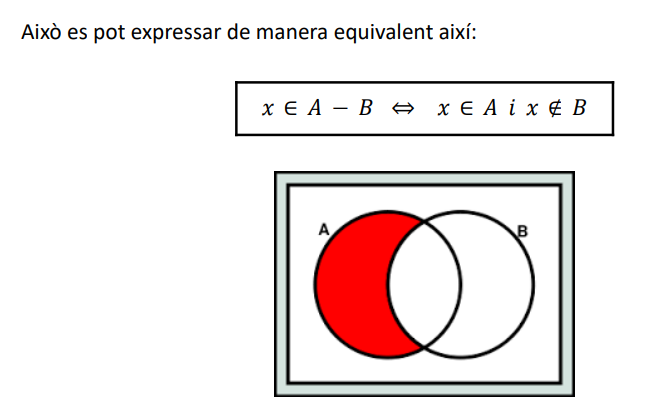 Això es pot expressar de manera equivalent així:
x ∈ A − B ⇔ x ∈ A i x ∉ B
A
B